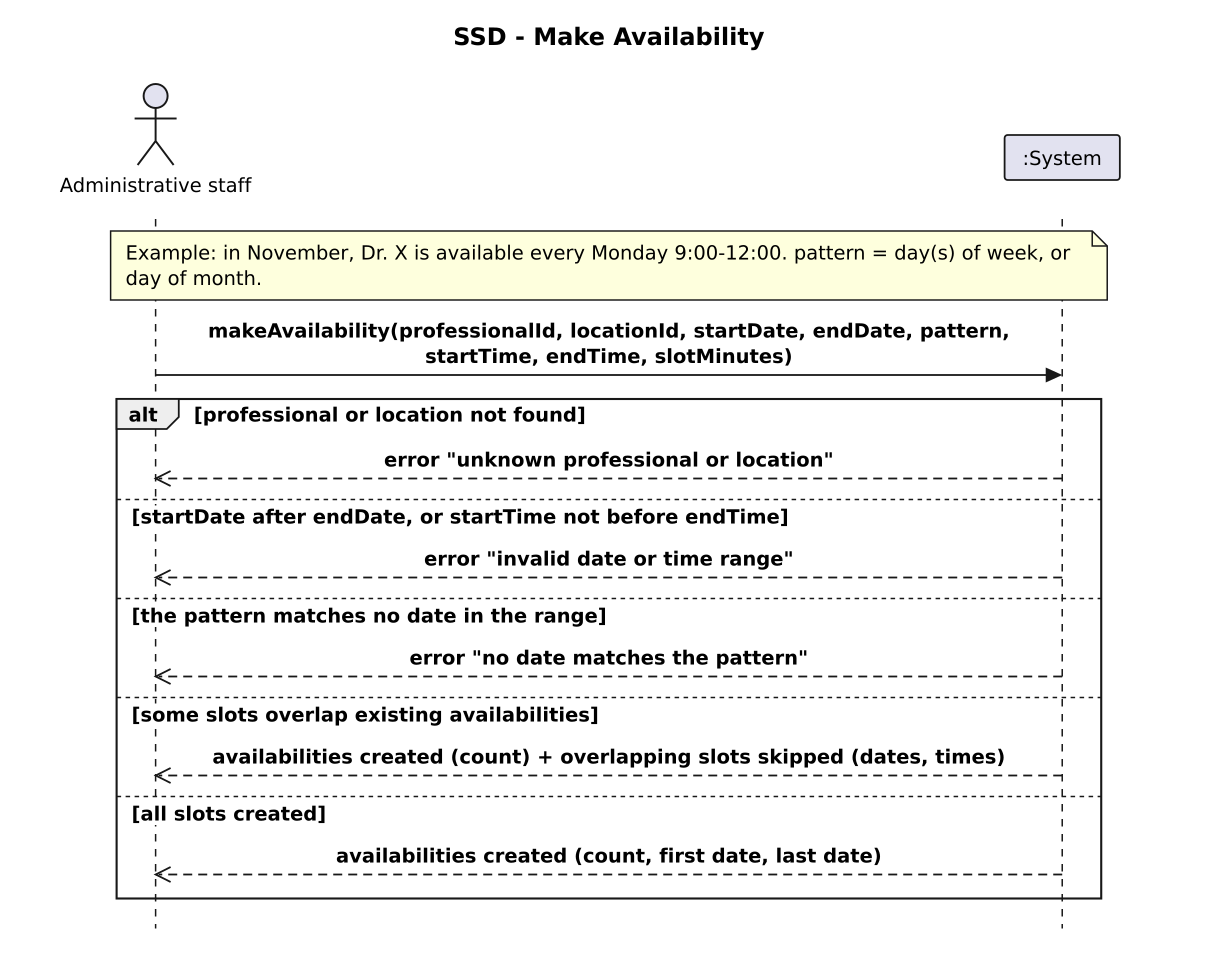 SSD - Make Availability
Administrative staff
:System
Example: in November, Dr. X is available every Monday 9:00-12:00. pattern = day(s) of week, or
day of month.
makeAvailability(professionalId, locationId, startDate, endDate, pattern,
startTime, endTime, slotMinutes)
alt [professional or location not found]
error "unknown professional or location"
[startDate after endDate, or startTime not before endTime]
error "invalid date or time range"
[the pattern matches no date in the range]
error "no date matches the pattern"
[some slots overlap existing availabilities]
availabilities created (count) + overlapping slots skipped (dates, times)
[all slots created]
availabilities created (count, first date, last date)